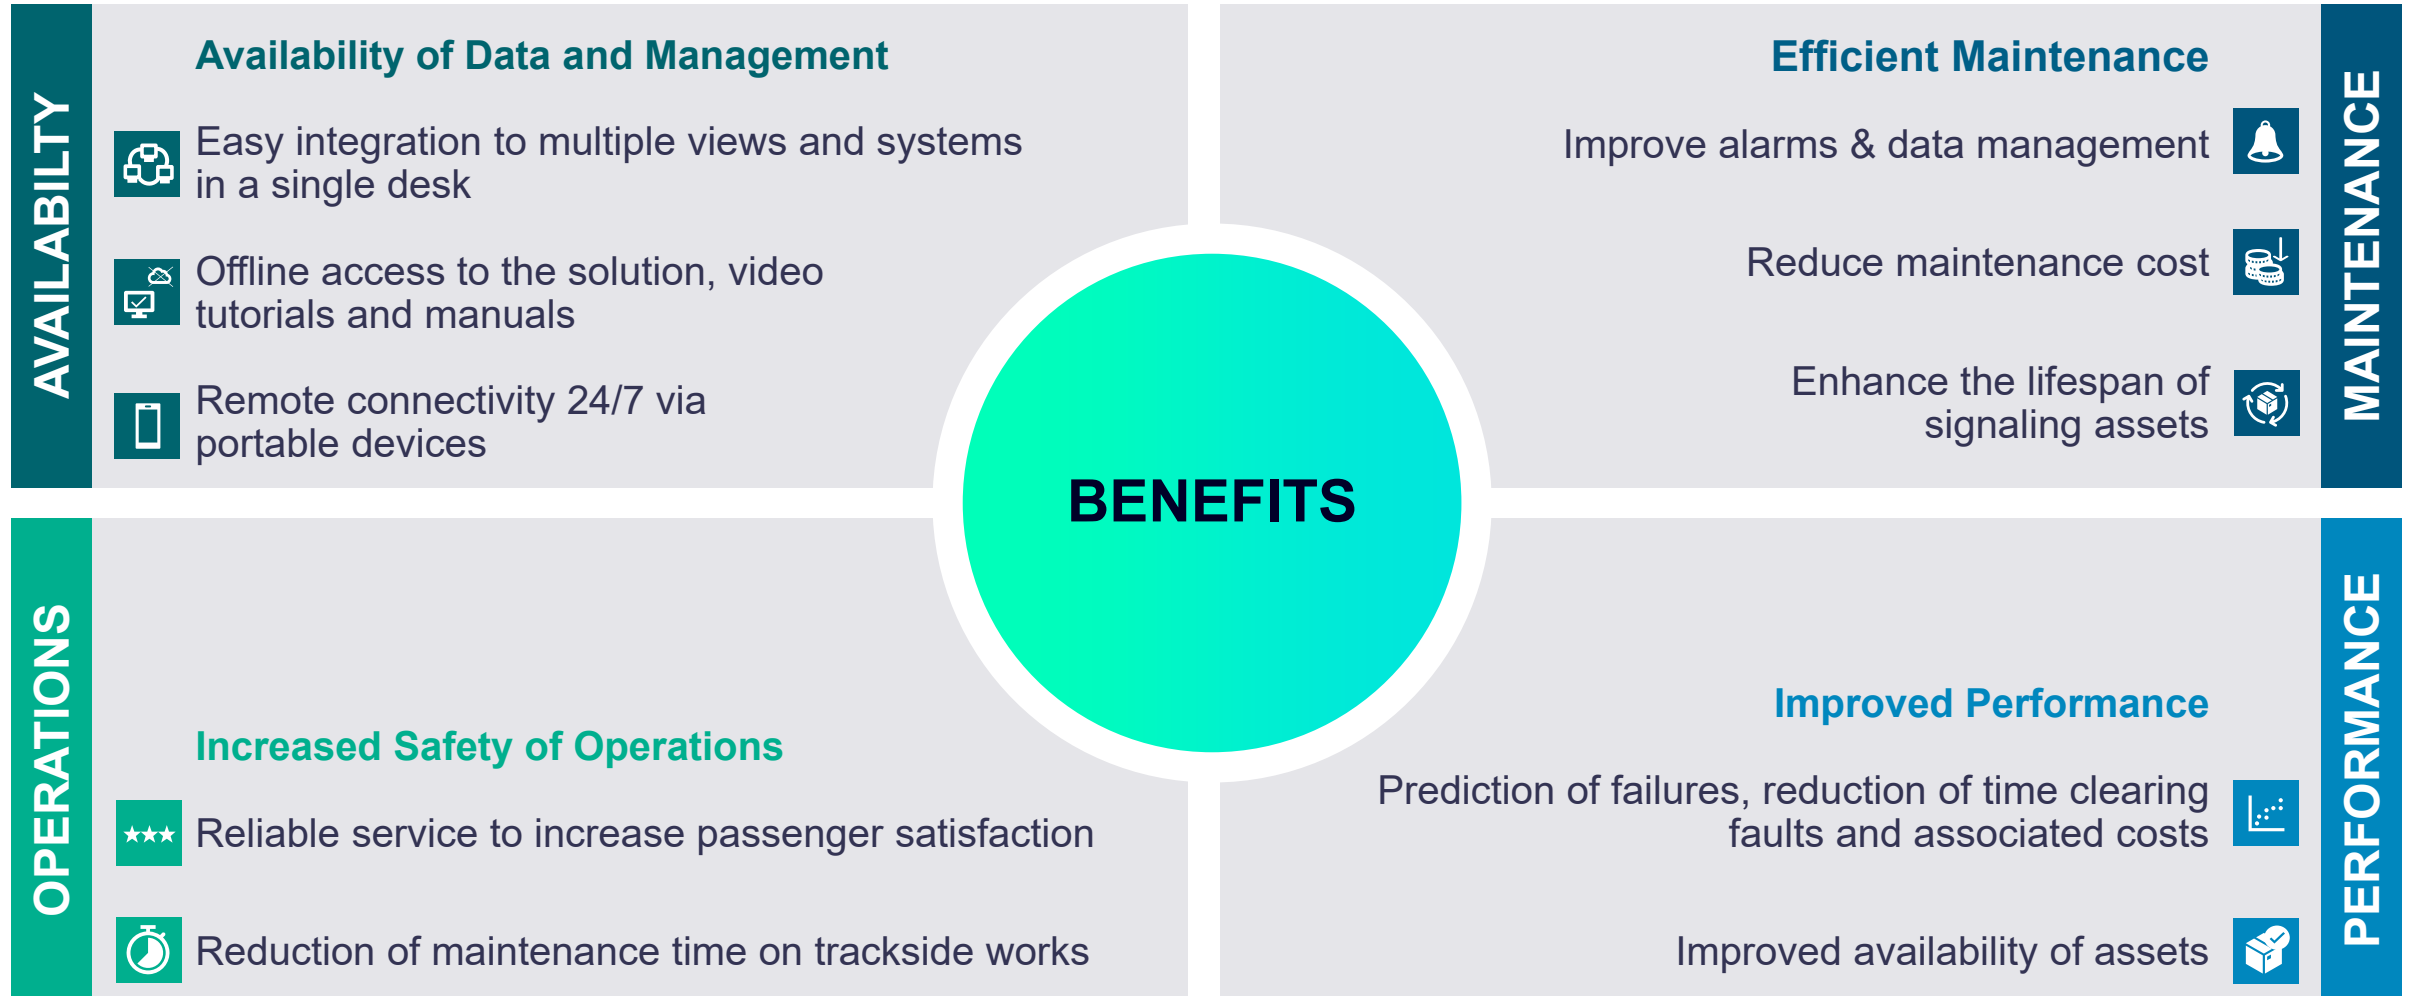 AVAILABILTY
Availability of Data and Management
Easy integration to multiple views and systems
in a single desk
Offline access to the solution, video
tutorials and manuals
Remote connectivity 24/7 via
portable devices
Efficient Maintenance
Improve alarms & data management
Reduce maintenance cost
Enhance the lifespan of
signaling assets
MAINTENANCE
BENEFITS
OPERATIONS
Increased Safety of Operations
Reliable service to increase passenger satisfaction
Reduction of maintenance time on trackside works
Improved Performance
Prediction of failures, reduction of time clearing
faults and associated costs
Improved availability of assets
PERFORMANCE